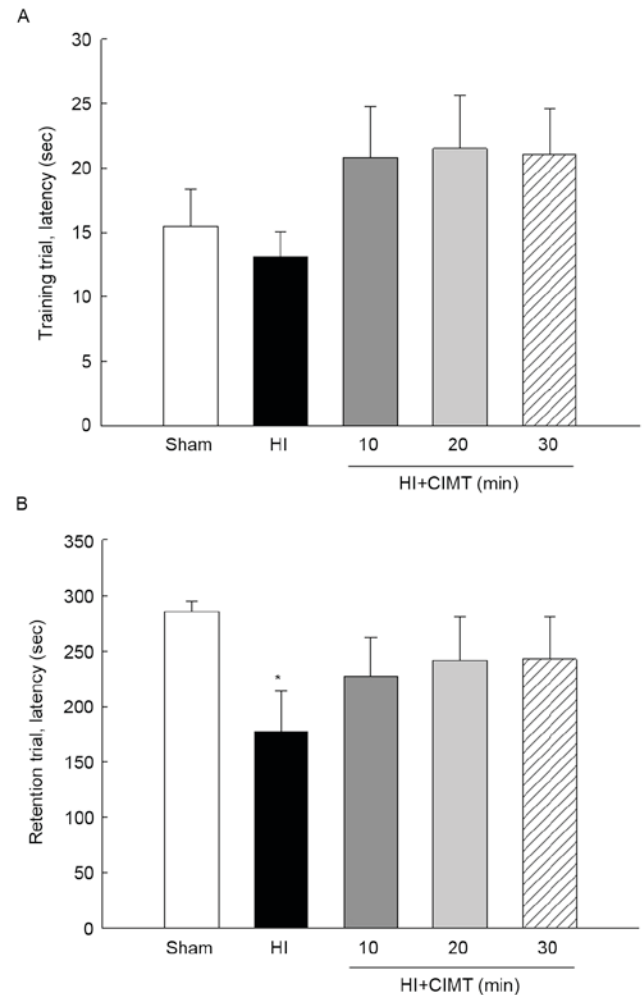 A
Training trial, latency (sec)
30
25
20
15
10
5
0
Sham HI 10 20 30
HI+CIMT (min)
B
Retention trial, latency (sec)
350
300
250
200
150
100
50
0
*
Sham HI 10 20 30
HI+CIMT (min)